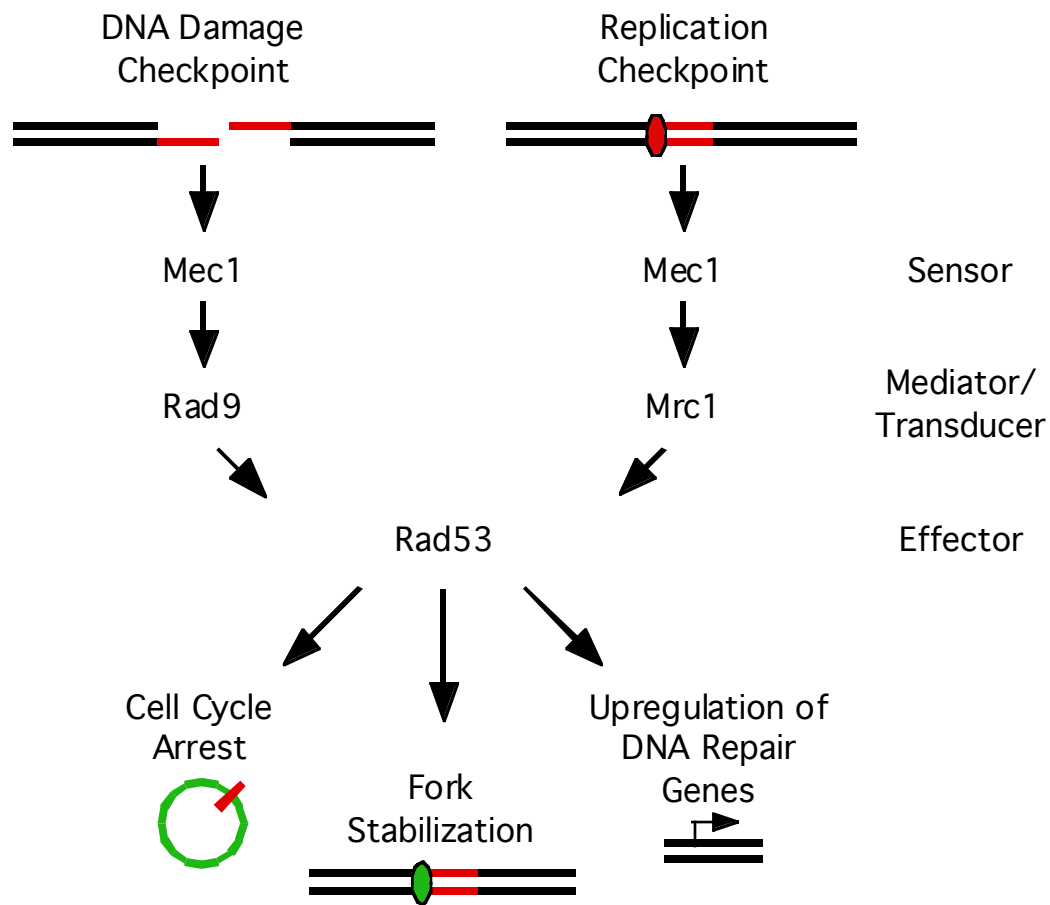 DNA Damage
Checkpoint
Replication
Checkpoint
Mec1
Mec1
Sensor
Rad9
Mrc1
Mediator/
Transducer
Rad53
Effector
Cell Cycle
Arrest
Fork
Stabilization
Upregulation of
DNA Repair
Genes